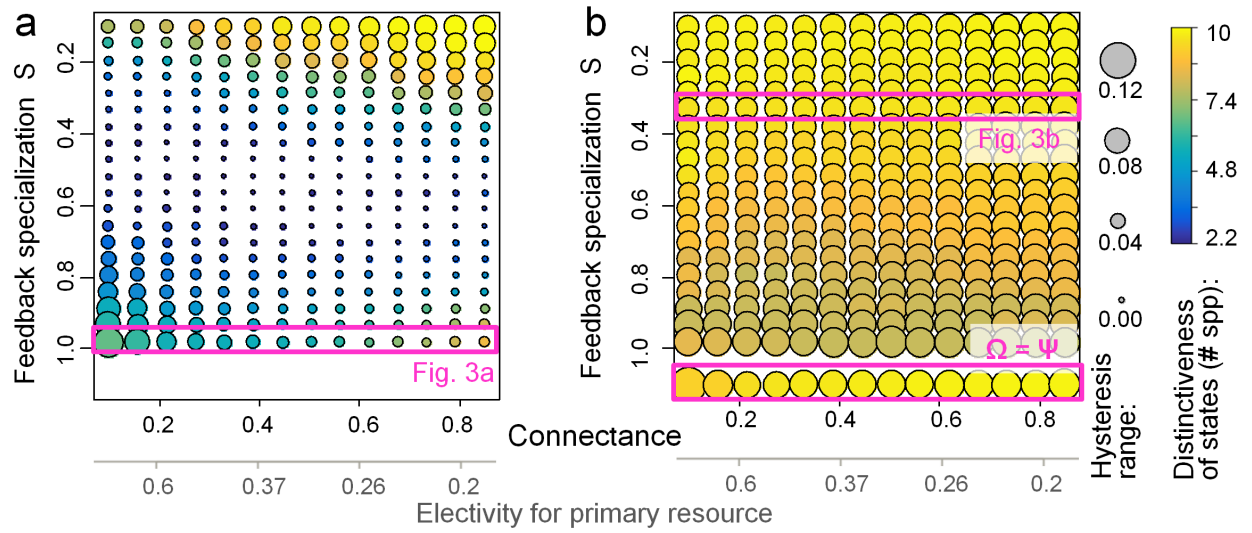 a
b
Feedback specialization S
0.2
0.4
0.6
0.8
1.0
Fig. 3a
0.2
0.4
0.6
0.8
0.6
0.37
0.26
0.2
Feedback specialization S
0.2
0.4
0.6
0.8
1.0
Fig. 3b
Ω = Ψ
0.2
0.4
0.6
0.8
0.6
0.37
0.26
0.2
Connectance
Electivity for primary resource
0.12
0.08
0.04
0.00
Hysteresis
range:
10
7.4
4.8
2.2
Distinctiveness
of states (# spp):